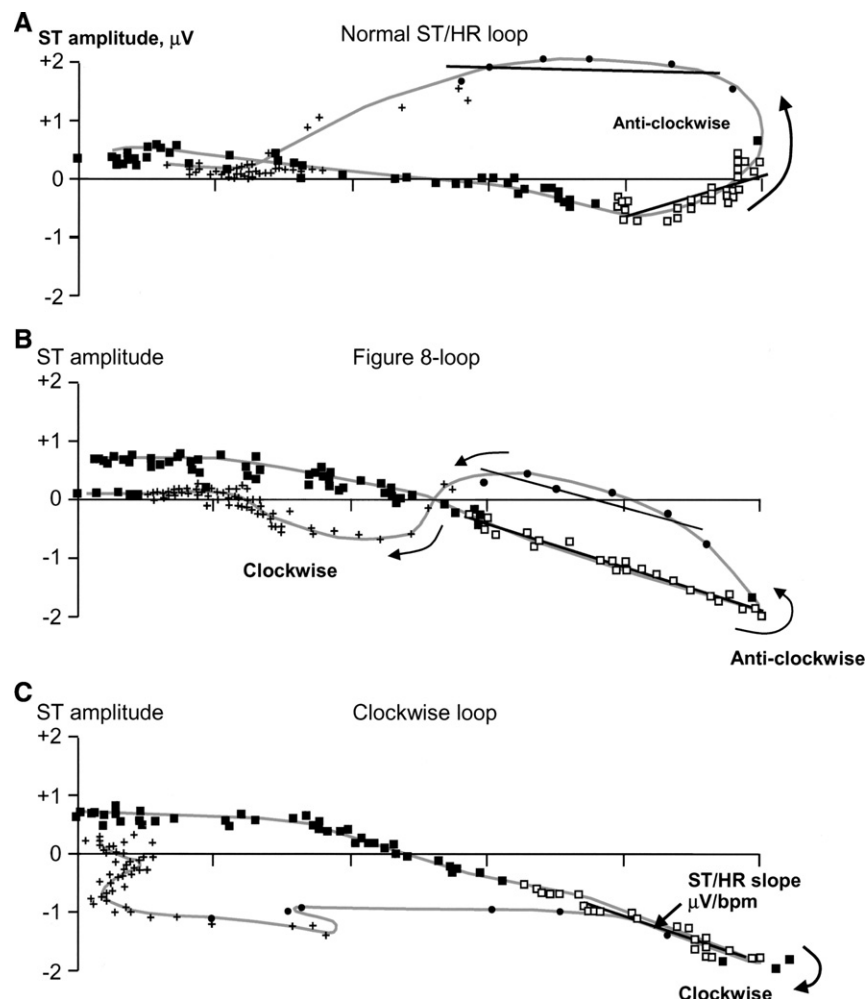 A
ST amplitude, μV
Normal ST/HR loop
+2
+1
Anti-clockwise
0
-1
-2
B
ST amplitude
Figure 8-loop
+2
+1
0
Clockwise
-1
-2
Anti-clockwise
C
ST amplitude
Clockwise loop
+2
+1
0
ST/HR slope
μV/bpm
-1
-2
Clockwise